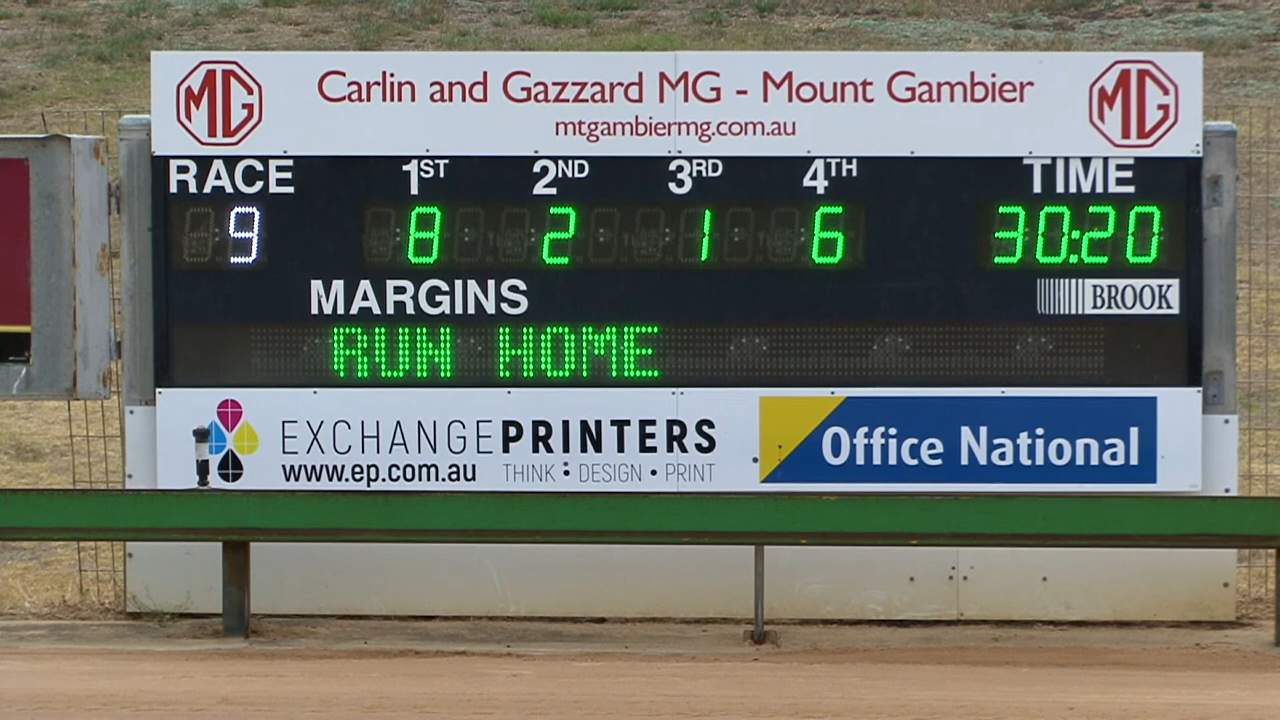 MG Carlin and Gazzard MG - Mount Gambier MG
mtgambiermg.com.au
RACE 1ST 2ND 3RD 4TH TIME
9 8 2 1 6 30:20
MARGINS BROOK
RUN HOME
EXCHANGEPRINTERS Office National
www.ep.com.au THINK : DESIGN • PRINT